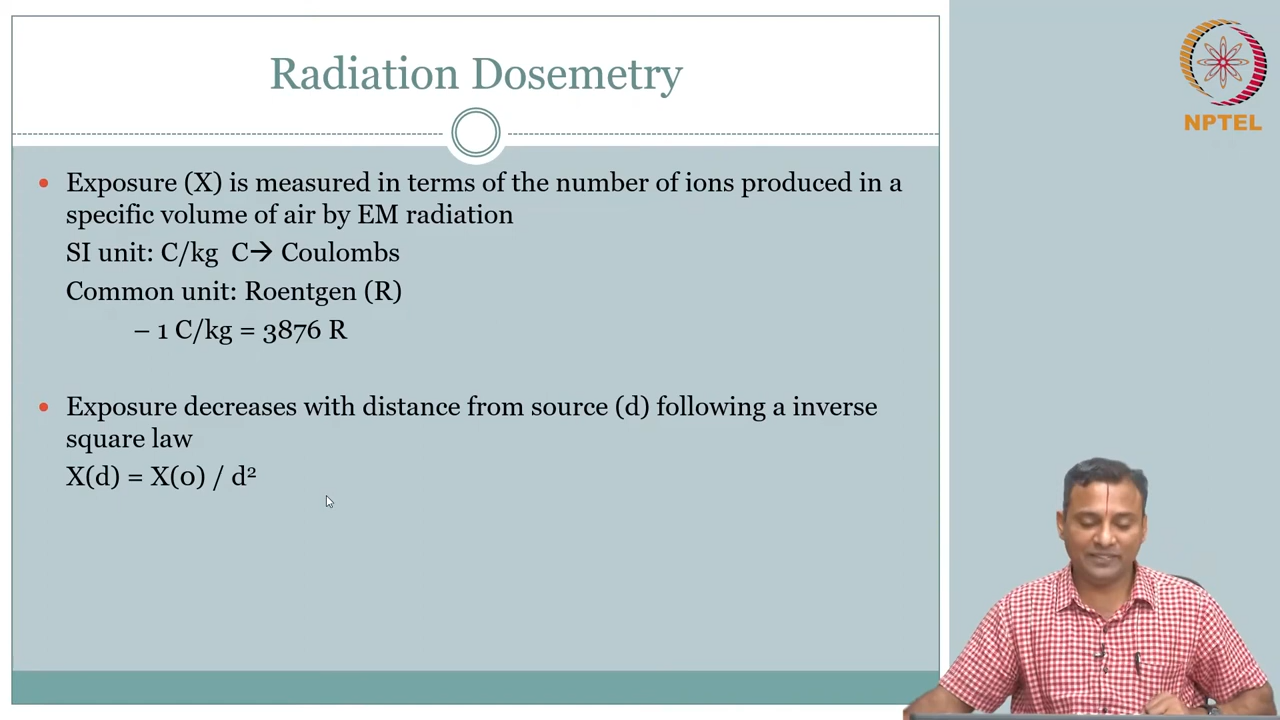 Radiation Dosemetry
NPTEL
• Exposure (X) is measured in terms of the number of ions produced in a
specific volume of air by EM radiation
SI unit: C/kg C→ Coulombs
Common unit: Roentgen (R)
– 1 C/kg = 3876 R
• Exposure decreases with distance from source (d) following a inverse
square law
X(d) = X(0) / d²